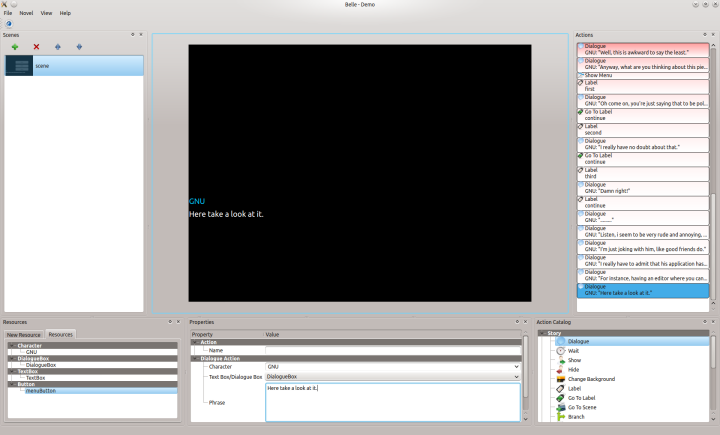 Belle - Demo
File Novel View Help
Scenes
scene
GNU
Here take a look at it.
Actions
Dialogue
GNU: "Well, this is awkward to say the least."
Dialogue
GNU: "Anyway, what are you thinking about this pie...
Show Menu
Label
first
Dialogue
GNU: "Oh come on, you're just saying that to be pol...
Go To Label
continue
Label
second
Dialogue
GNU: "I really have no doubt about that."
Go To Label
continue
Label
third
Dialogue
GNU: "Damn right!"
Label
continue
Dialogue
GNU: "........"
Dialogue
GNU: "Listen, i seem to be very rude and annoying, ...
Dialogue
GNU: "I'm just joking with him, like good friends do."
Dialogue
GNU: "I really have to admit that his application has...
Dialogue
GNU: "For instance, having an editor where you can...
Dialogue
GNU: "Here take a look at it."
Resources
New Resource Resources
Character
GNU
DialogueBox
DialogueBox
TextBox
TextBox
Button
menuButton
Properties
Property Value
Action
Name
Dialogue Action
Character GNU
Text Box/Dialogue Box DialogueBox
Phrase Here take a look at it.
Action Catalog
Story
Dialogue
Wait
Show
Hide
Change Background
Label
Go To Label
Go To Scene
Branch